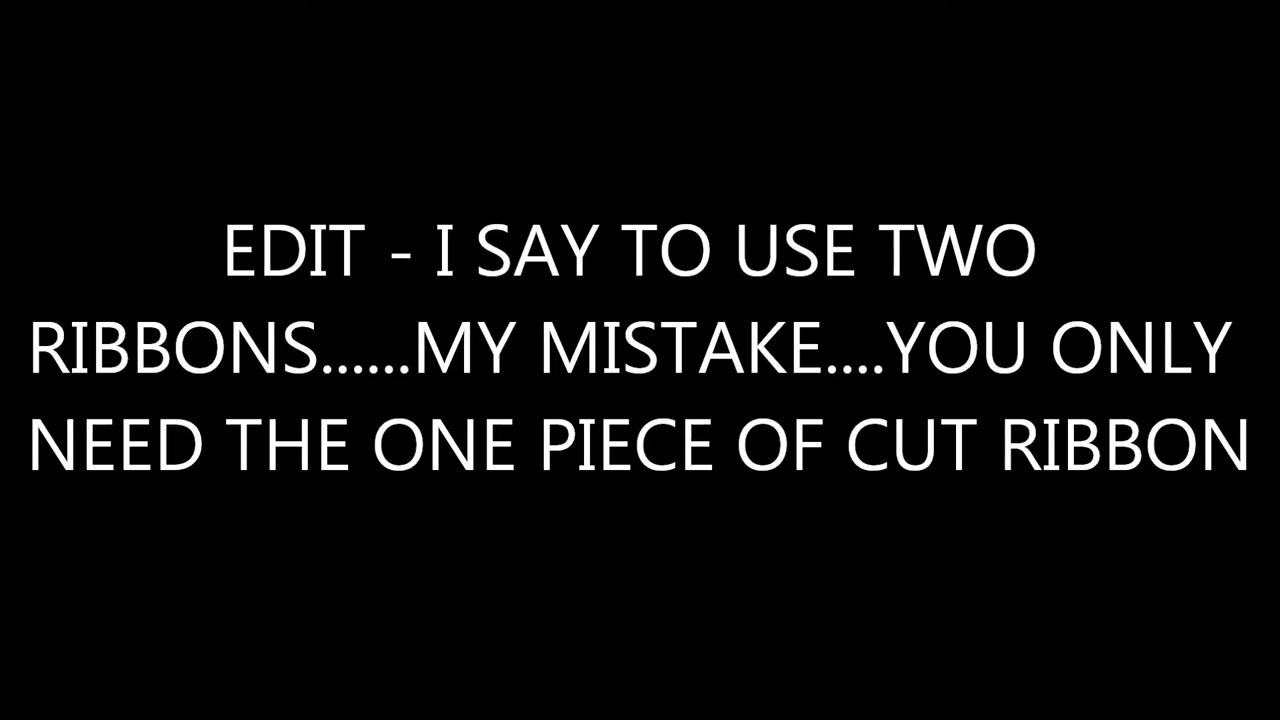 EDIT - I SAY TO USE TWO
RIBBONS......MY MISTAKE....YOU ONLY
NEED THE ONE PIECE OF CUT RIBBON